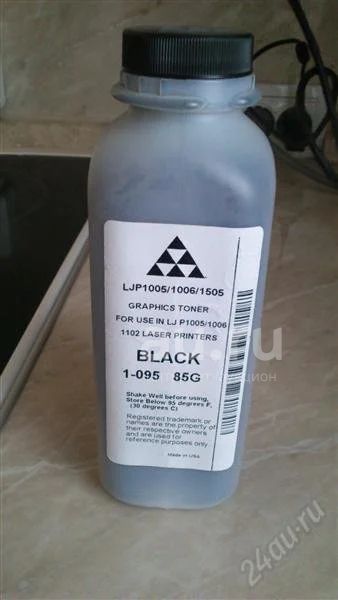 LJP1005/1006/1505
GRAPHICS TONER
FOR USE IN LJ P1005/1006
1102 LASER PRINTERS
BLACK
1-095 85G
Shake Well before using,
Store Below 95 degrees F,
(30 degrees C)
Registered trademark or
names are the property of
their respective owners
and are used for
reference purposes only
Made in USA
24au.ru